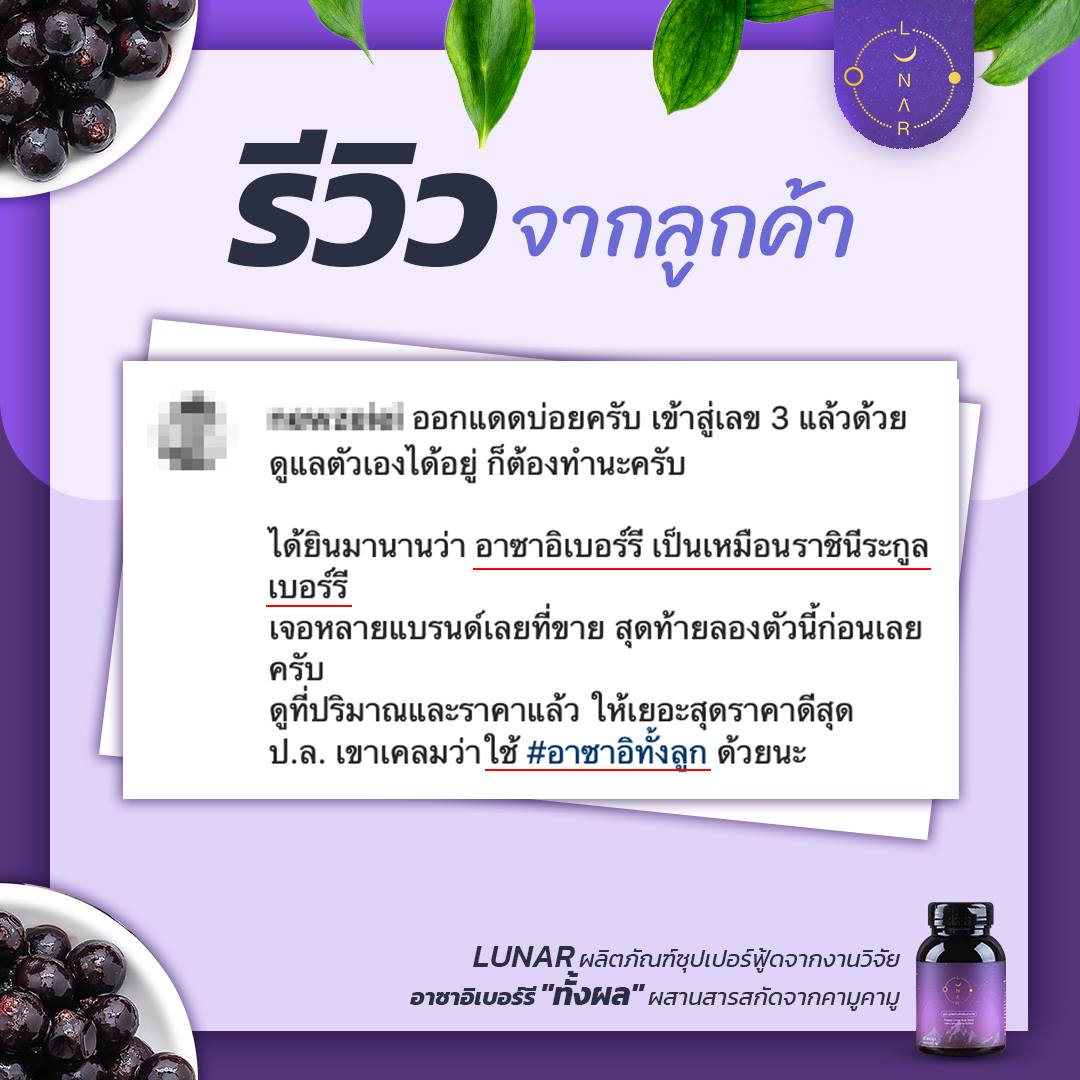 LUNAR
รีวิว จากลูกค้า
ออกแดดบ่อยครับ เข้าสู่เลข 3 แล้วด้วย
ดูแลตัวเองได้อยู่ ก็ต้องทำนะครับ
ได้ยินมานานว่า อาซาอิเบอร์รี เป็นเหมือนราชินีระกูล
เบอร์รี
เจอหลายแบรนด์เลยที่ขาย สุดท้ายลองตัวนี้ก่อนเลย
ครับ
ดูที่ปริมาณและราคาแล้ว ให้เยอะสุดราคาดีสุด
ป.ล. เขาเคลมว่าใช้ #อาซาอิทั้งลูก ด้วยนะ
LUNAR ผลิตภัณฑ์ซุปเปอร์ฟู้ดจากงานวิจัย
อาซาอิเบอร์รี "ทั้งผล" ผสานสารสกัดจากคามูคามู
LUNAR